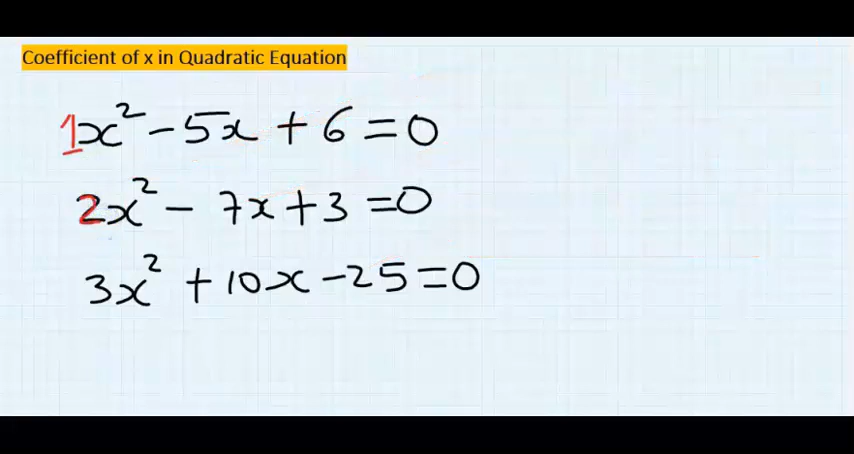 Coefficient of x in Quadratic Equation
1x² - 5x + 6 = 0
2x² - 7x + 3 = 0
3x² + 10x - 25 = 0